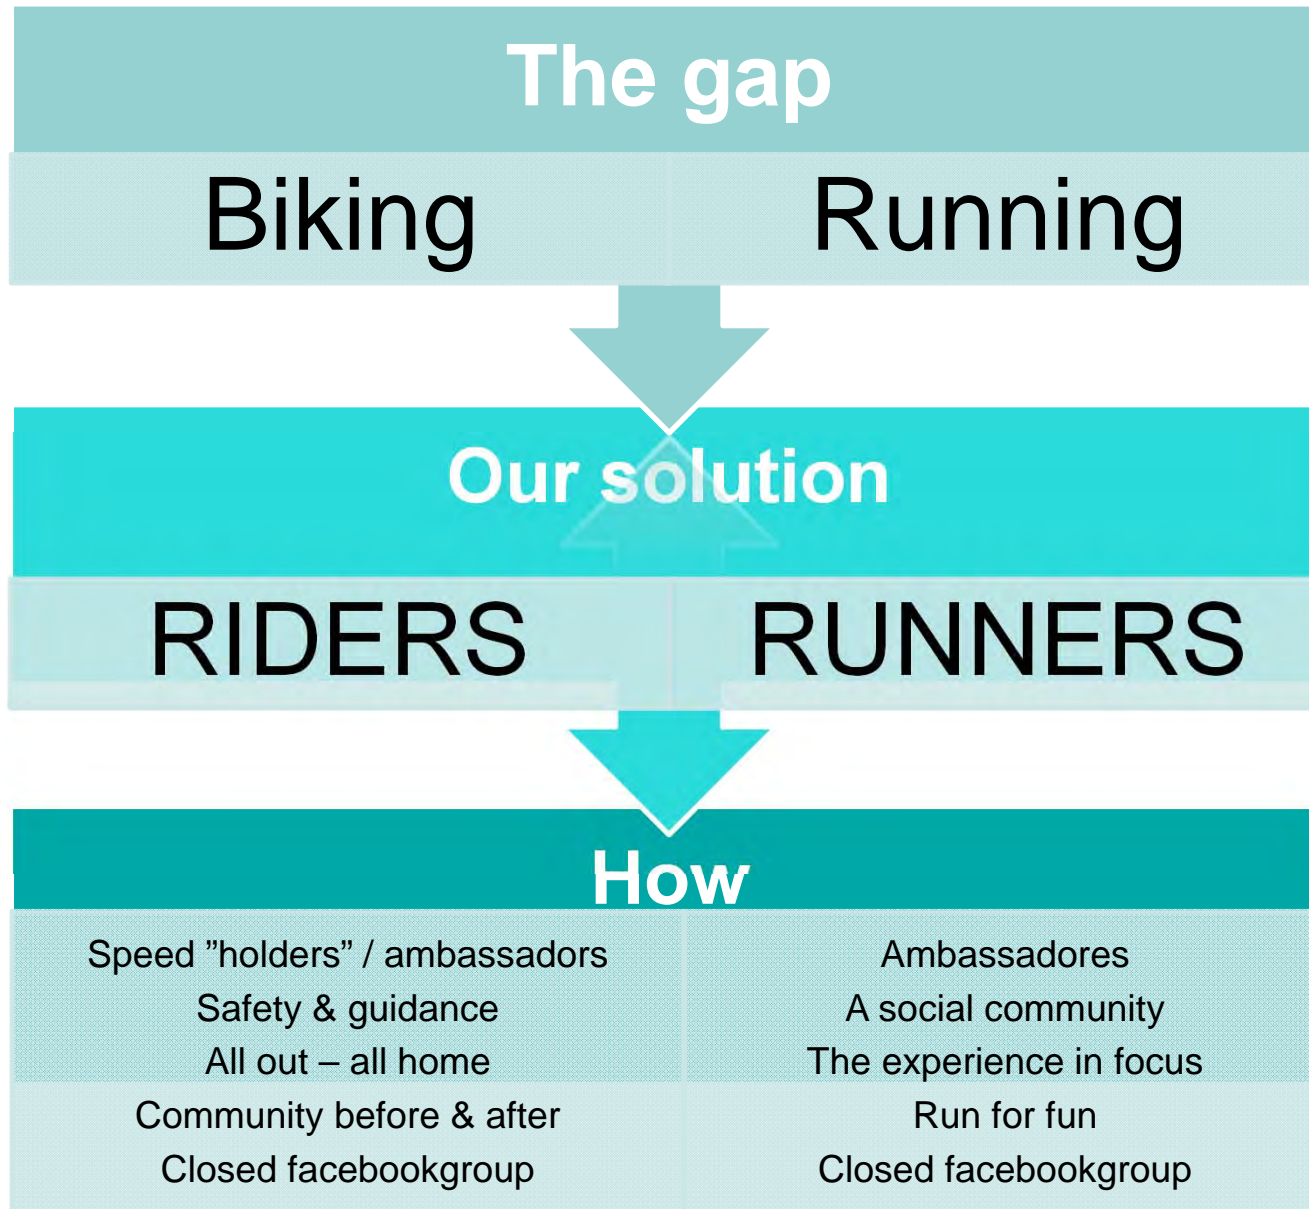 The gap
Biking
Running
Our solution
RIDERS
RUNNERS
How
Speed ”holders” / ambassadors
Safety & guidance
All out – all home
Community before & after
Closed facebookgroup
Ambassadores
A social community
The experience in focus
Run for fun
Closed facebookgroup